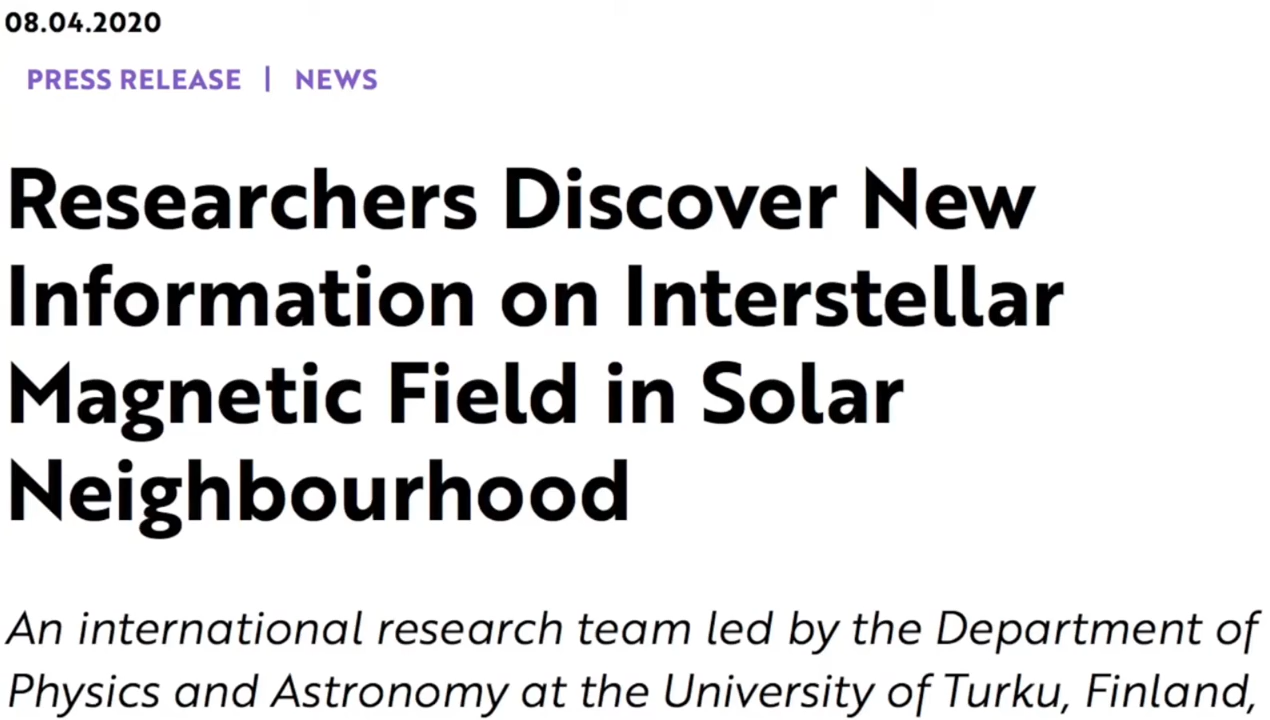 08.04.2020
PRESS RELEASE | NEWS
Researchers Discover New
Information on Interstellar
Magnetic Field in Solar
Neighbourhood
An international research team led by the Department of
Physics and Astronomy at the University of Turku, Finland,